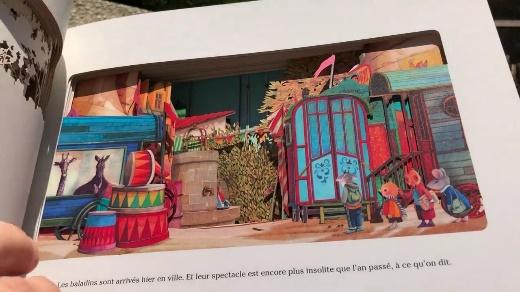 Les baladins sont arrivés hier en ville. Et leur spectacle est encore plus insolite que l'an passé, à ce qu'on dit.